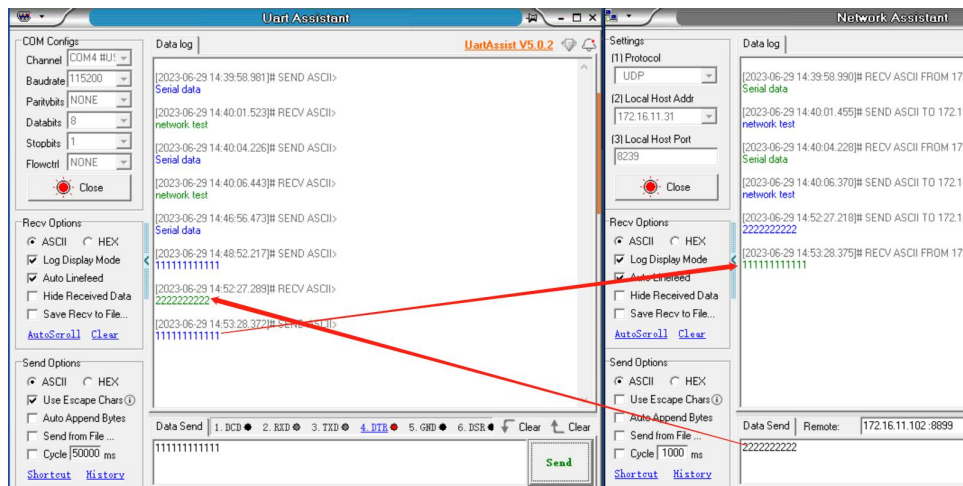 Uart Assistant
COM Configs
Channel COM4 #US
Baudrate 115200
Paritybits NONE
Databits 8
Stopbits 1
Flowctrl NONE
Close
Recv Options
ASCII HEX
Log Display Mode
Auto Linefeed
Hide Received Data
Save Recv to File...
AutoScroll Clear
Send Options
ASCII HEX
Use Escape Chars
Auto Append Bytes
Send from File ...
Cycle 50000 ms
Shortcut History
Data log UartAssist V5.0.2
[2023-06-29 14:39:58.981]# SEND ASCII>
Serial data
[2023-06-29 14:40:01.523]# RECV ASCII>
network test
[2023-06-29 14:40:04.226]# SEND ASCII>
Serial data
[2023-06-29 14:40:06.443]# RECV ASCII>
network test
[2023-06-29 14:46:56.473]# SEND ASCII>
Serial data
[2023-06-29 14:48:52.217]# SEND ASCII>
111111111111
[2023-06-29 14:52:27.289]# RECV ASCII>
2222222222
[2023-06-29 14:53:28.372]# SEND ASCII>
111111111111
Data Send 1. DCD 2. RXD 3. TXD 4. DTR 5. GND 6. DSR Clear Clear
111111111111
Send
Network Assistant
Settings
(1) Protocol
UDP
(2) Local Host Addr
172.16.11.31
(3) Local Host Port
8239
Close
Recv Options
ASCII HEX
Log Display Mode
Auto Linefeed
Hide Received Data
Save Recv to File...
AutoScroll Clear
Send Options
ASCII HEX
Use Escape Chars
Auto Append Bytes
Send from File ...
Cycle 1000 ms
Shortcut History
Data log
[2023-06-29 14:39:58.990]# RECV ASCII FROM 17
Serial data
[2023-06-29 14:40:01.455]# SEND ASCII TO 172.1
network test
[2023-06-29 14:40:04.228]# RECV ASCII FROM 17
Serial data
[2023-06-29 14:40:06.370]# SEND ASCII TO 172.1
network test
[2023-06-29 14:52:27.218]# SEND ASCII TO 172.1
2222222222
[2023-06-29 14:53:28.375]# RECV ASCII FROM 17
111111111111
Data Send Remote: 172.16.11.102 :8899
2222222222